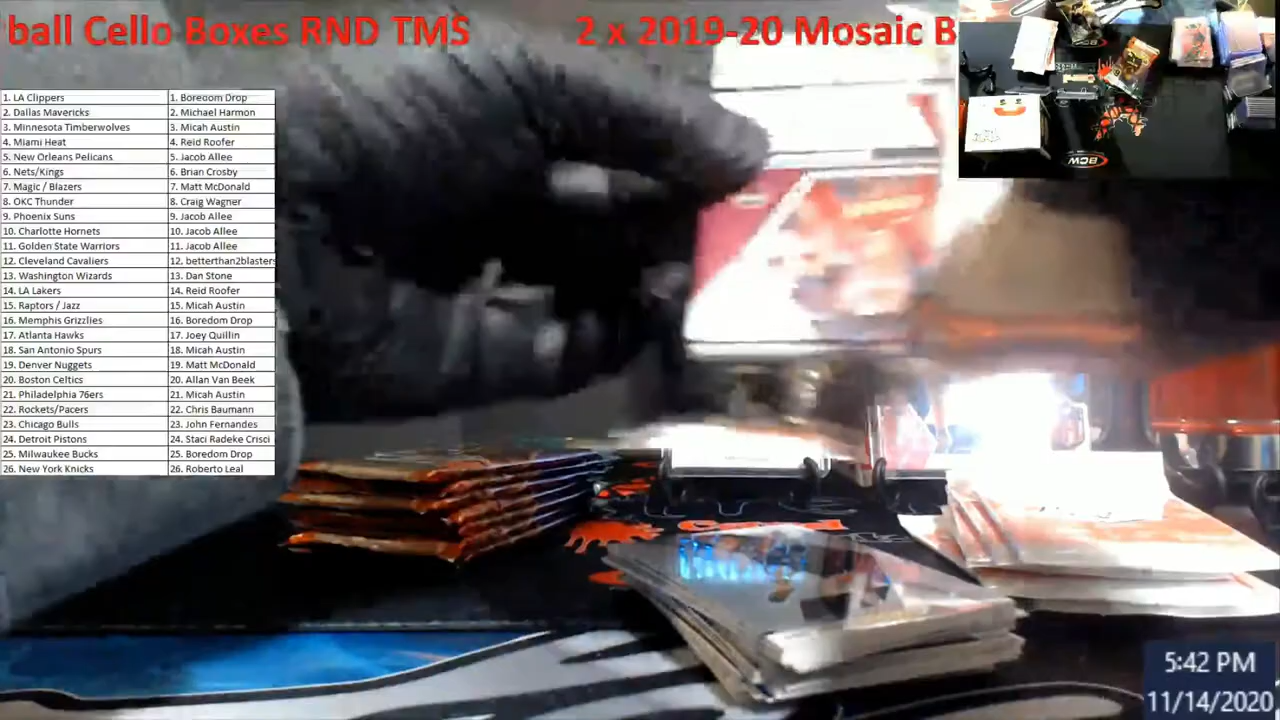 ball Cello Boxes RND TMS 2 x 2019-20 Mosaic B
1. LA Clippers 1. Boredom Drop
2. Dallas Mavericks 2. Michael Harmon
3. Minnesota Timberwolves 3. Micah Austin
4. Miami Heat 4. Reid Roofer
5. New Orleans Pelicans 5. Jacob Allee
6. Nets/Kings 6. Brian Crosby
7. Magic / Blazers 7. Matt McDonald
8. OKC Thunder 8. Craig Wagner
9. Phoenix Suns 9. Jacob Allee
10. Charlotte Hornets 10. Jacob Allee
11. Golden State Warriors 11. Jacob Allee
12. Cleveland Cavaliers 12. betterthan2blasters
13. Washington Wizards 13. Dan Stone
14. LA Lakers 14. Reid Roofer
15. Raptors / Jazz 15. Micah Austin
16. Memphis Grizzlies 16. Boredom Drop
17. Atlanta Hawks 17. Joey Quillin
18. San Antonio Spurs 18. Micah Austin
19. Denver Nuggets 19. Matt McDonald
20. Boston Celtics 20. Allan Van Beek
21. Philadelphia 76ers 21. Micah Austin
22. Rockets/Pacers 22. Chris Baumann
23. Chicago Bulls 23. John Fernandes
24. Detroit Pistons 24. Staci Radeke Crisci
25. Milwaukee Bucks 25. Boredom Drop
26. New York Knicks 26. Roberto Leal
BCW
5:42 PM
11/14/2020